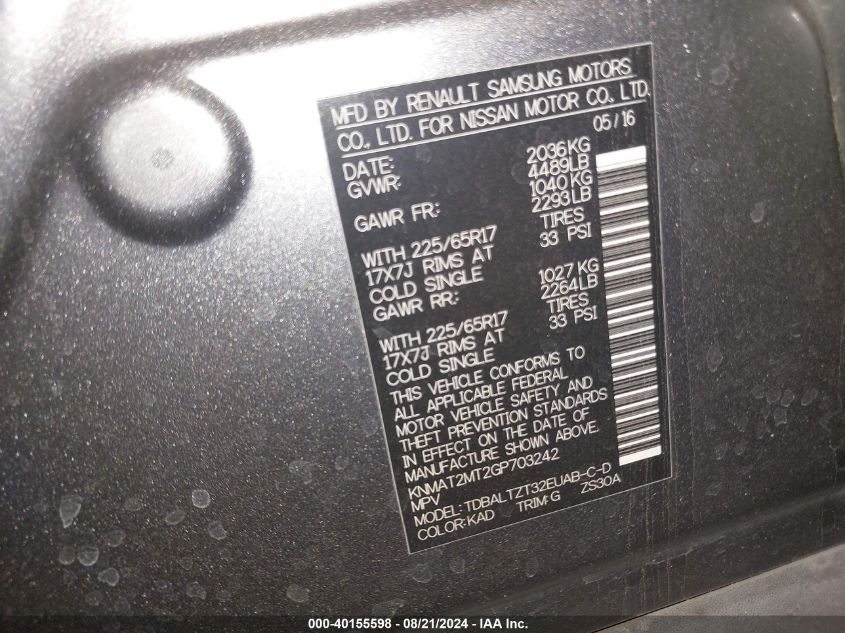 MFD BY RENAULT SAMSUNG MOTORS
CO., LTD. FOR NISSAN MOTOR CO., LTD.
DATE: 05/16
GVWR: 2036KG
4489LB
GAWR FR: 1040KG
2293LB
WITH 225/65R17 TIRES
17X7J RIMS AT 33 PSI
COLD SINGLE
GAWR RR: 1027KG
2264LB
WITH 225/65R17 TIRES
17X7J RIMS AT 33 PSI
COLD SINGLE
THIS VEHICLE CONFORMS TO
ALL APPLICABLE FEDERAL
MOTOR VEHICLE SAFETY AND
THEFT PREVENTION STANDARDS
IN EFFECT ON THE DATE OF
MANUFACTURE SHOWN ABOVE.
KNMAT2MT2GP703242
MPV
MODEL:TDBALTZT32EUAB-C-D
COLOR:KAD TRIM:G ZS30A
000-40155598 - 08/21/2024 - IAA Inc.